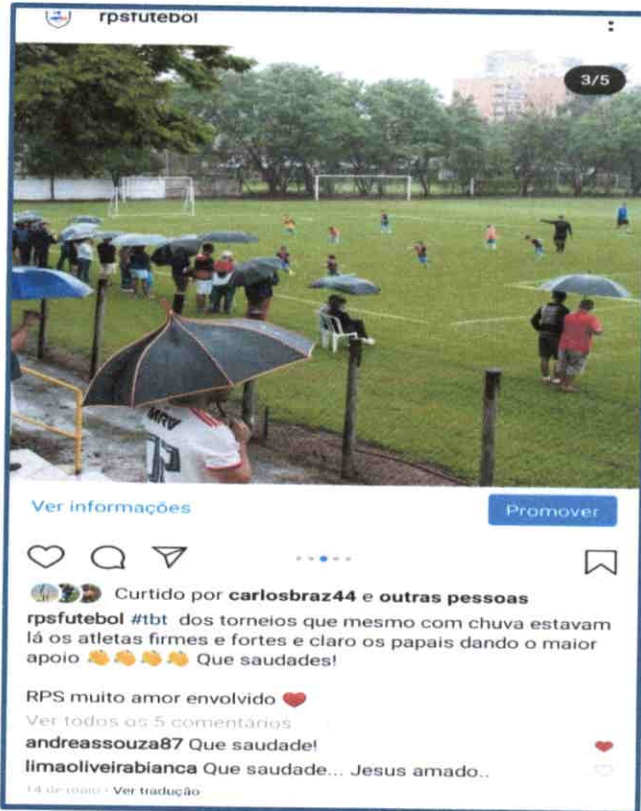 rpsfutebol
3/5
MRV
Ver informações
Promover
Curtido por carlosbraz44 e outras pessoas
rpsfutebol #tbt dos torneios que mesmo com chuva estavam
lá os atletas firmes e fortes e claro os papais dando o maior
apoio 👏👏👏👏 Que saudades!
RPS muito amor envolvido ❤️
Ver todos os 5 comentários
andreassouza87 Que saudade!
limaoliveirabianca Que saudade... Jesus amado..
14 de maio · Ver tradução